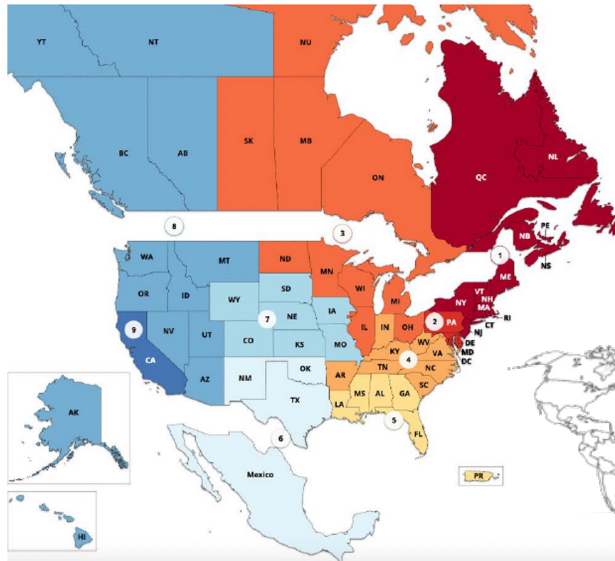 YT
NT
NU
BC
AB
SK
MB
ON
QC
NL
PE
NB
NS
8
3
1
WA
MT
ND
MN
ME
OR
ID
WY
SD
WI
MI
NY
VT
NH
MA
RI
CT
9
NV
UT
7
NE
IA
IL
IN
OH
2
PA
NJ
CA
CO
KS
MO
KY
WV
VA
DE
MD
DC
AZ
NM
OK
AR
TN
4
NC
SC
TX
LA
MS
AL
GA
5
FL
6
AK
Mexico
PR
HI